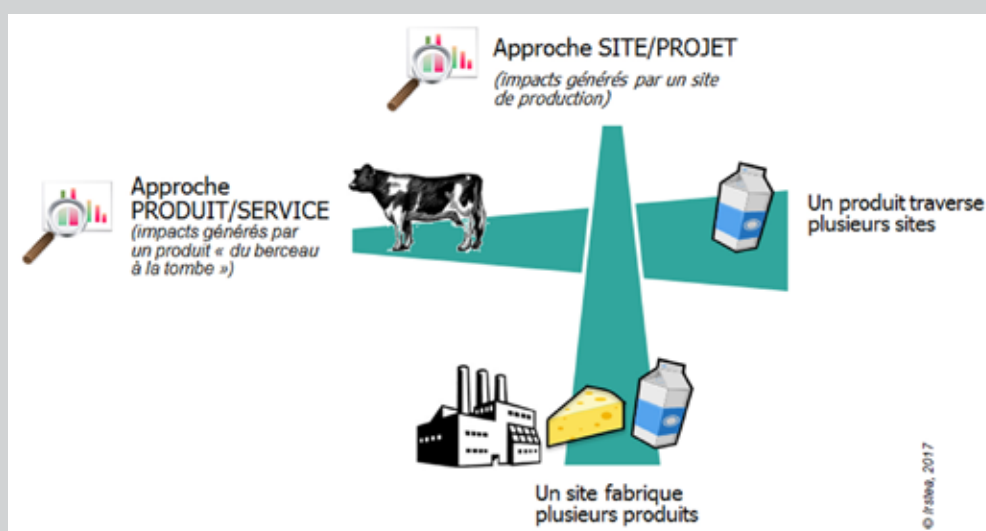 Approche SITE/PROJET
(impacts générés par un site
de production)
Approche
PRODUIT/SERVICE
(impacts générés par
un produit « du berceau
à la tombe »)
Un produit traverse
plusieurs sites
Un site fabrique
plusieurs produits
© Irstea, 2017